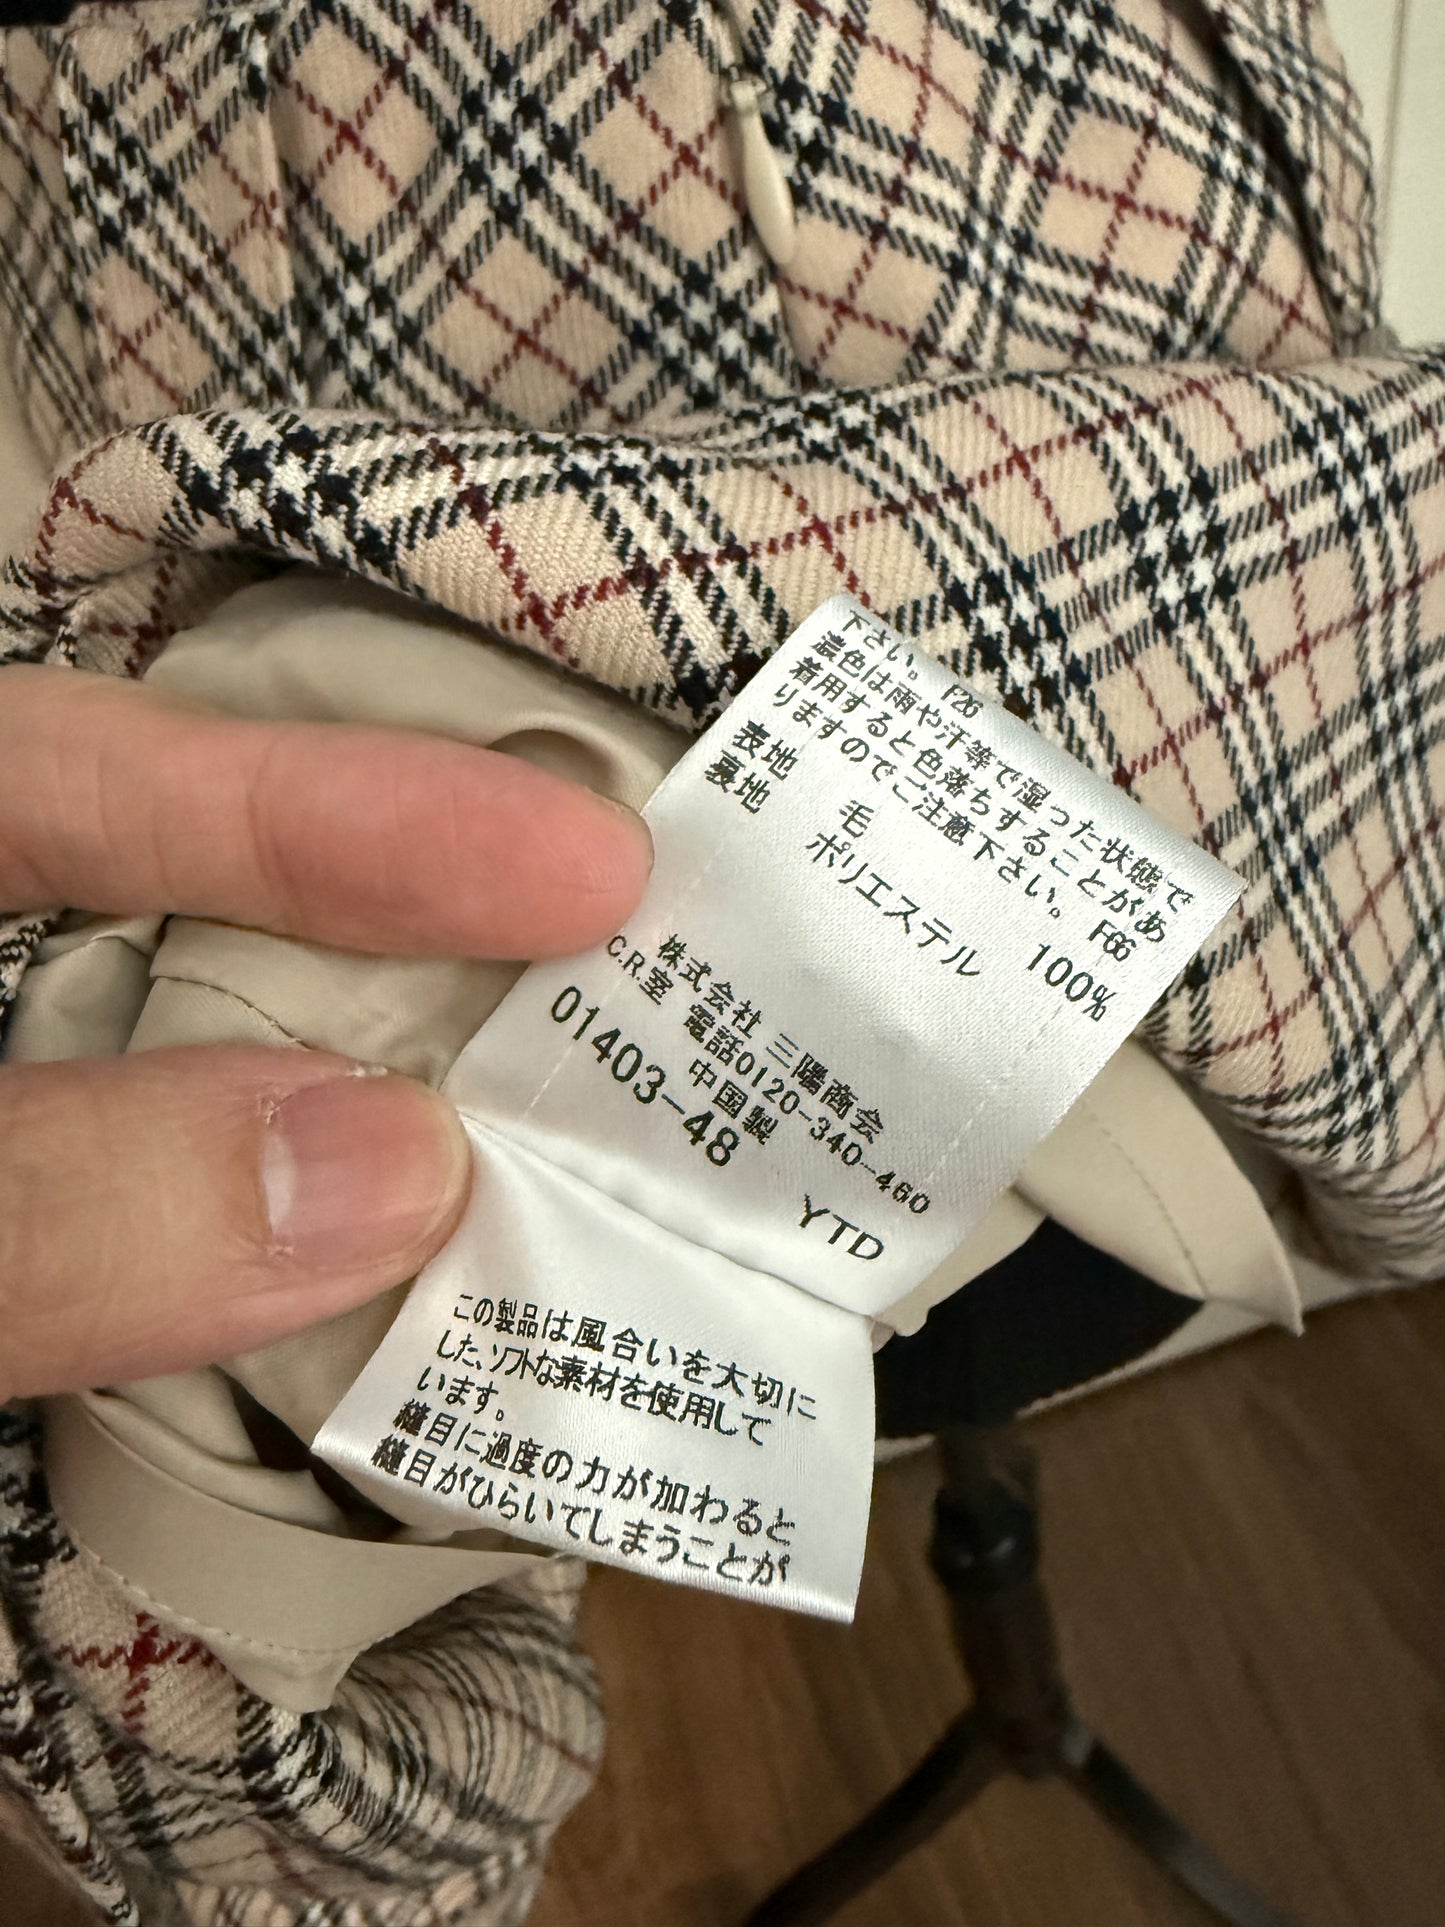 下さい。 F26
濃色は雨や汗等で湿った状態で
着用すると色落ちすることがあ
りますのでご注意下さい。 F66
表地 毛 100%
裏地 ポリエステル
株式会社 三陽商会
C.R.室 電話0120-340-460
中国製
01403-48 YTD
この製品は風合いを大切に
した、ソフトな素材を使用して
います。
縫目に過度の力が加わると
縫目がひらいてしまうことが